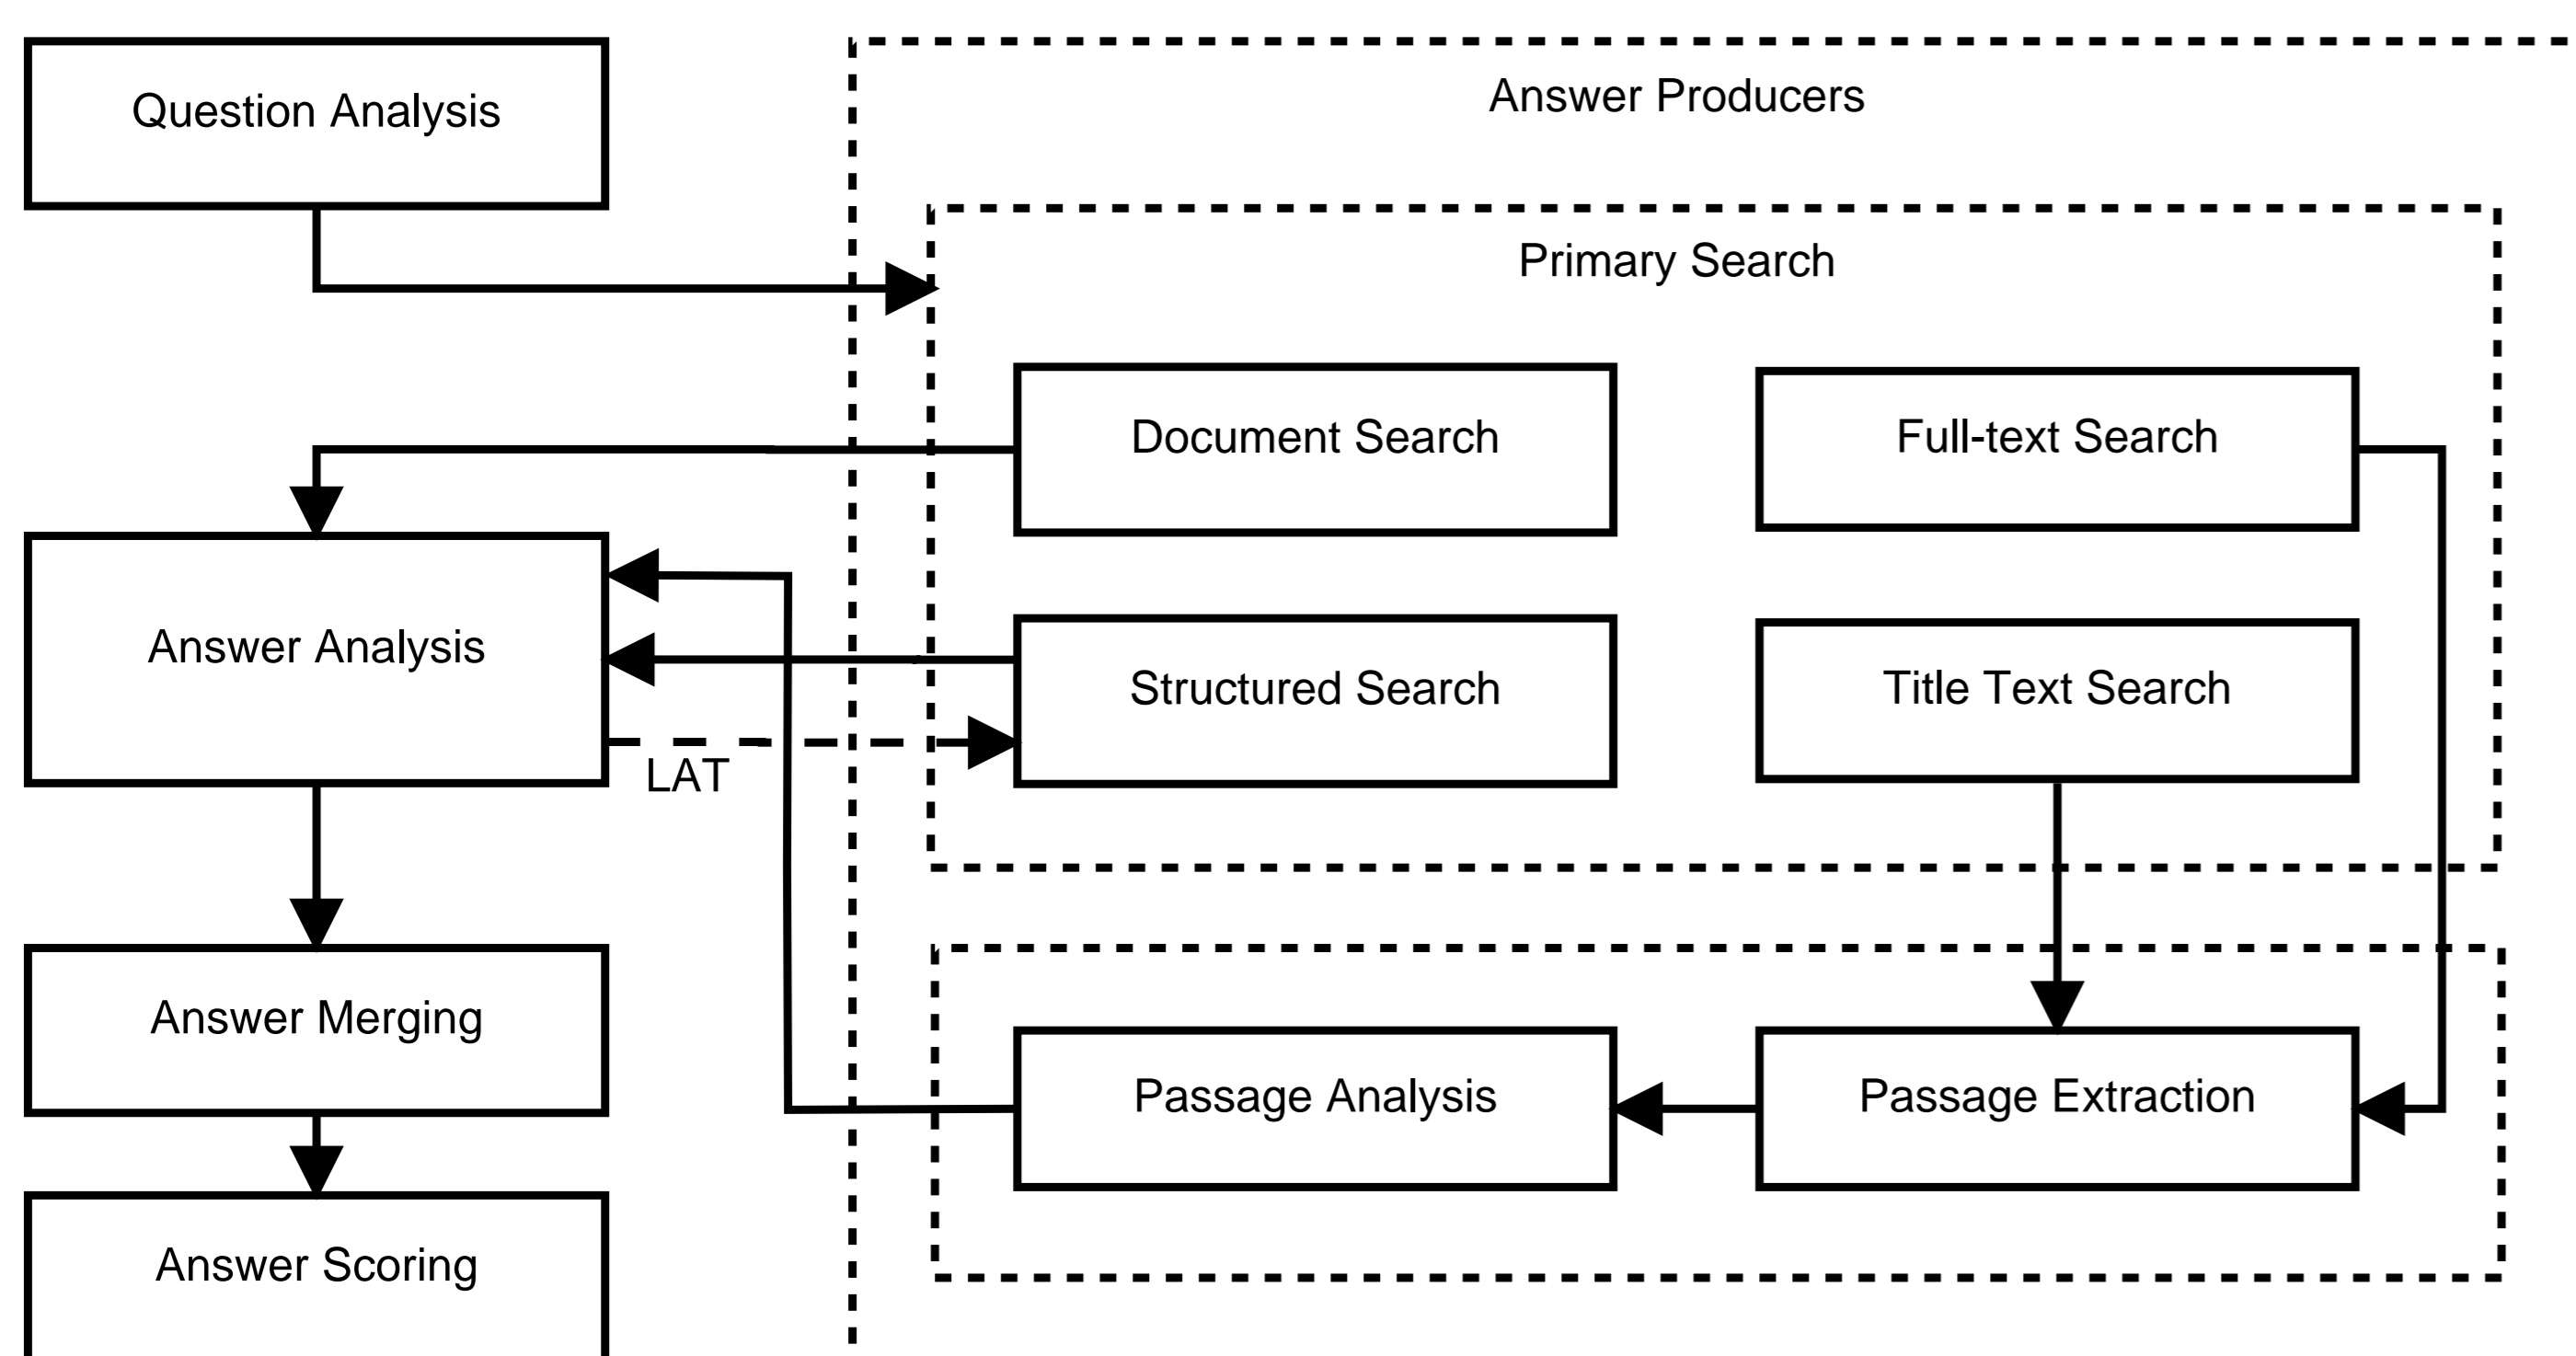 Question Analysis
Answer Producers
Primary Search
Document Search
Full-text Search
Answer Analysis
Structured Search
Title Text Search
LAT
Answer Merging
Passage Analysis
Passage Extraction
Answer Scoring